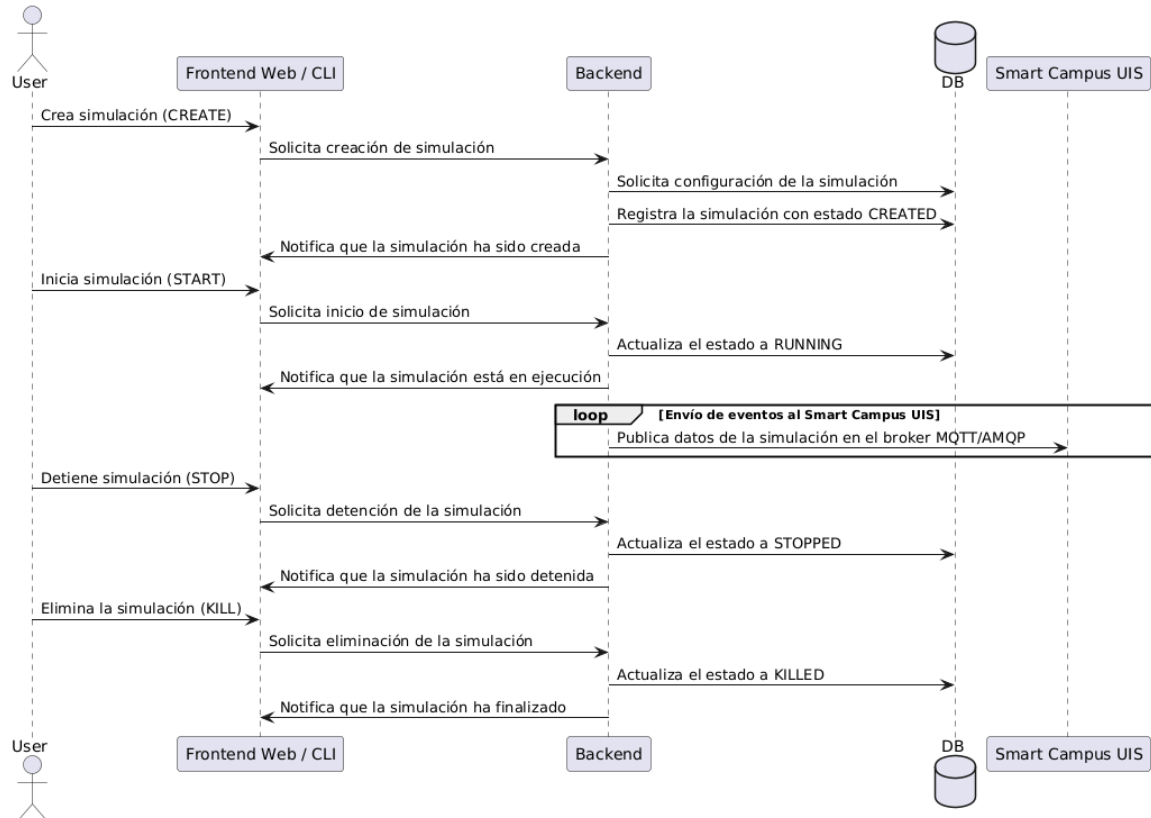 User
Frontend Web / CLI
Backend
DB
Smart Campus UIS
Crea simulación (CREATE)
Solicita creación de simulación
Solicita configuración de la simulación
Registra la simulación con estado CREATED
Notifica que la simulación ha sido creada
Inicia simulación (START)
Solicita inicio de simulación
Actualiza el estado a RUNNING
Notifica que la simulación está en ejecución
loop [Envío de eventos al Smart Campus UIS]
Publica datos de la simulación en el broker MQTT/AMQP
Detiene simulación (STOP)
Solicita detención de la simulación
Actualiza el estado a STOPPED
Notifica que la simulación ha sido detenida
Elimina la simulación (KILL)
Solicita eliminación de la simulación
Actualiza el estado a KILLED
Notifica que la simulación ha finalizado
User
Frontend Web / CLI
Backend
DB
Smart Campus UIS